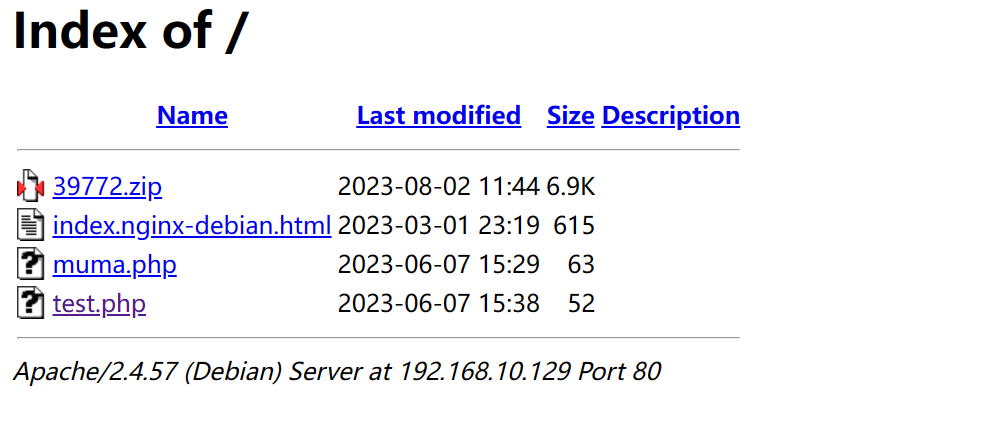 Index of /
Name Last modified Size Description
39772.zip 2023-08-02 11:44 6.9K
index.nginx-debian.html 2023-03-01 23:19 615
muma.php 2023-06-07 15:29 63
test.php 2023-06-07 15:38 52
Apache/2.4.57 (Debian) Server at 192.168.10.129 Port 80